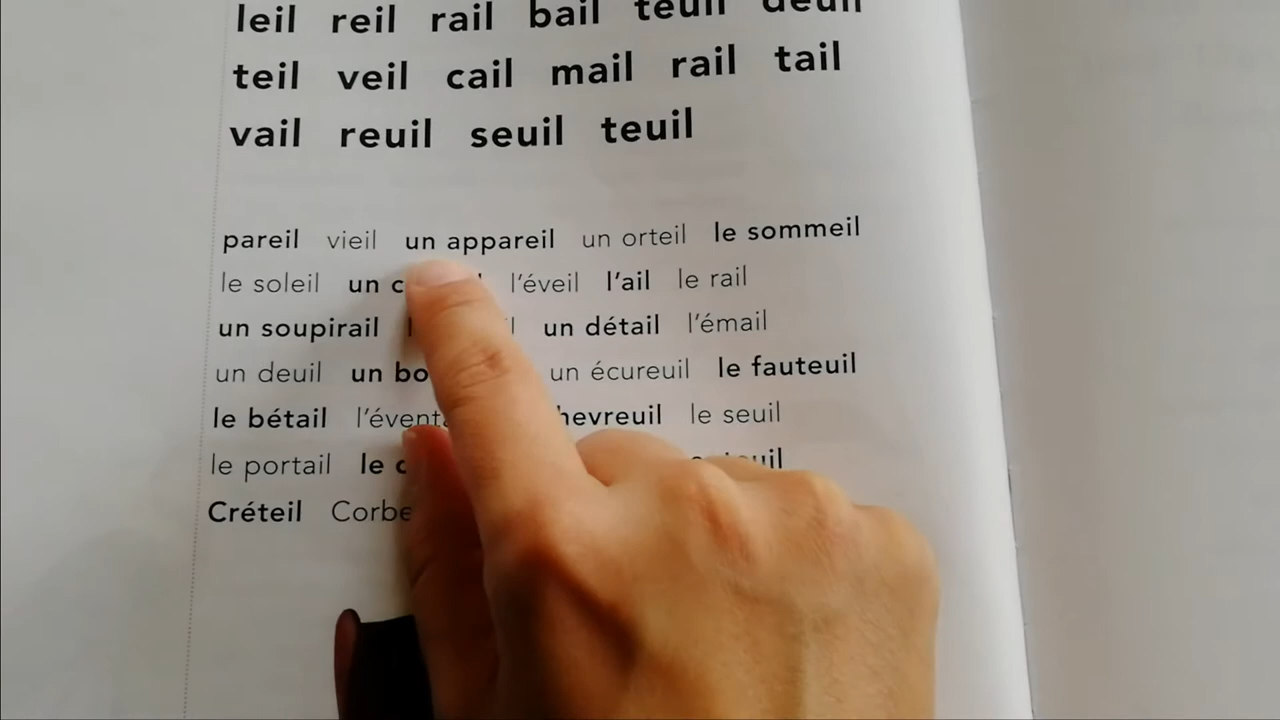 leil reil rail bail teuil deuil
teil veil cail mail rail tail
vail reuil seuil teuil
pareil vieil un appareil un orteil le sommeil
le soleil un l'éveil l'ail le rail
un soupirail un détail l'émail
un deuil un écureuil le fauteuil
le bétail le seuil
le portail
Créteil